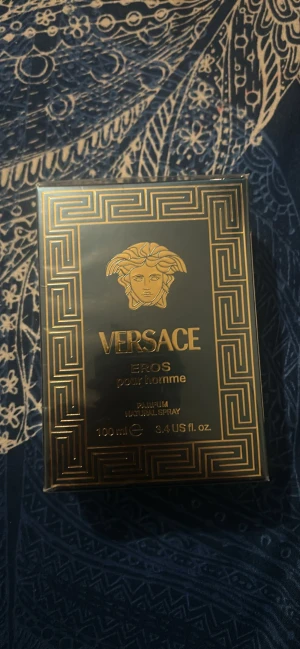 VERSACE
EROS
pour homme
PARFUM
NATURAL SPRAY
100 ml ℮ 3.4 US fl. oz.